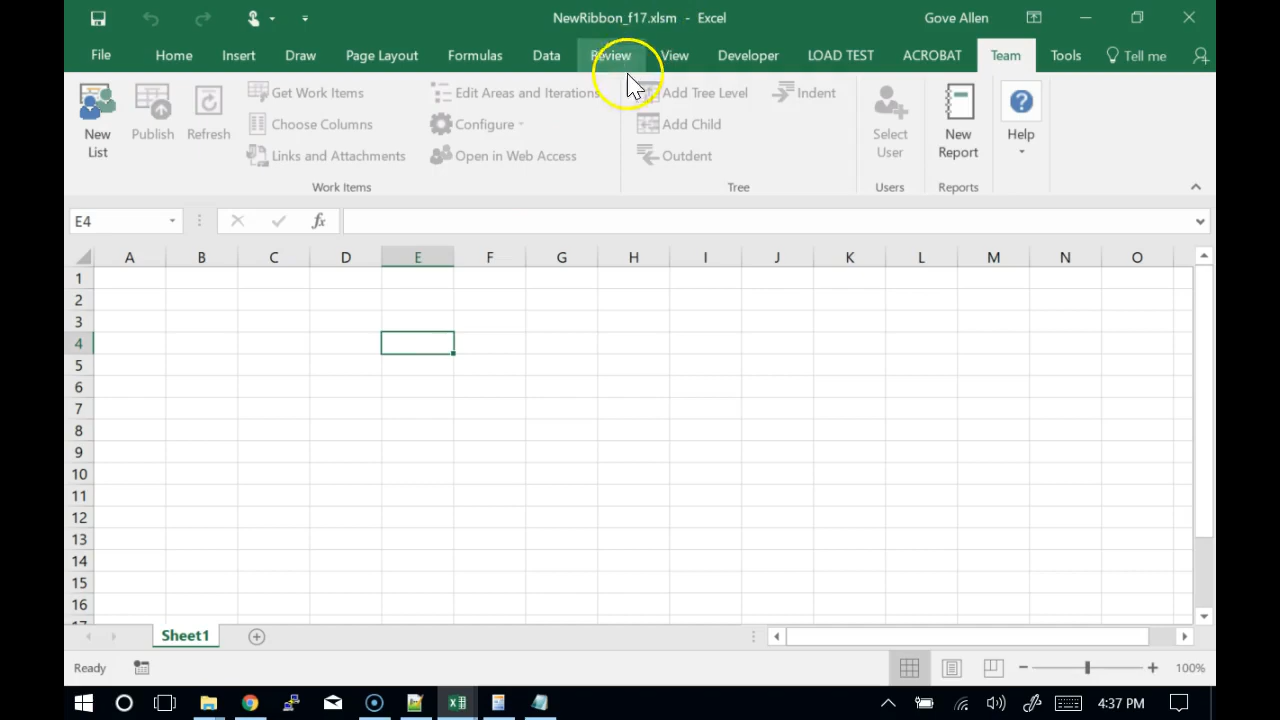 NewRibbon_f17.xlsm - Excel
Gove Allen
File Home Insert Draw Page Layout Formulas Data Review View Developer LOAD TEST ACROBAT Team Tools Tell me
New List
Publish
Refresh
Get Work Items
Choose Columns
Links and Attachments
Edit Areas and Iterations
Configure
Open in Web Access
Work Items
Add Tree Level
Add Child
Outdent
Indent
Tree
Select User
Users
New Report
Reports
Help
E4
fx
A B C D E F G H I J K L M N O
1
2
3
4
5
6
7
8
9
10
11
12
13
14
15
16
Sheet1
Ready
100%
4:37 PM